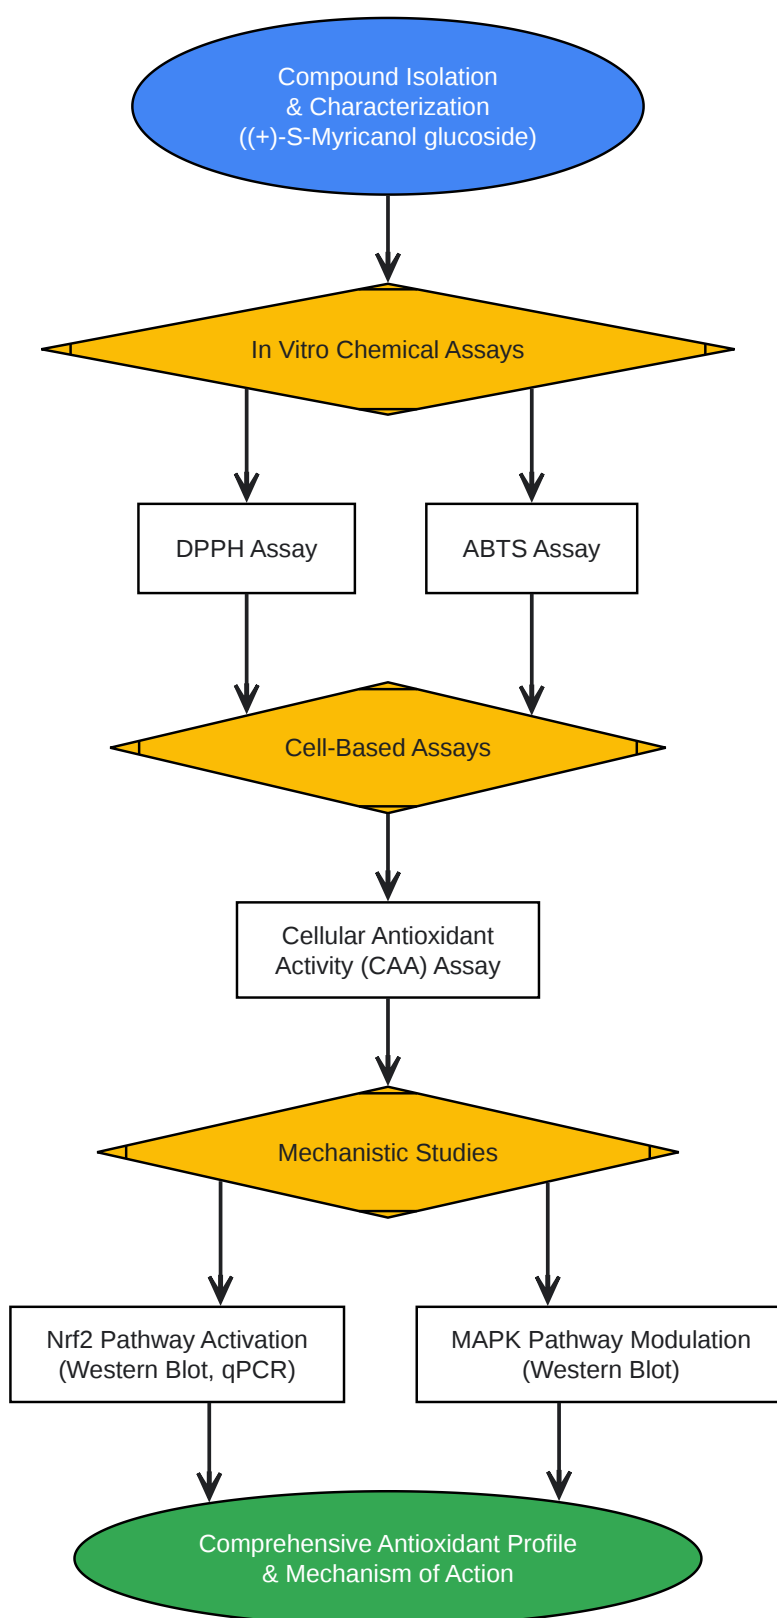 Compound Isolation
& Characterization
((+)-S-Myricanol glucoside)
In Vitro Chemical Assays
DPPH Assay
ABTS Assay
Cell-Based Assays
Cellular Antioxidant
Activity (CAA) Assay
Mechanistic Studies
Nrf2 Pathway Activation
(Western Blot, qPCR)
MAPK Pathway Modulation
(Western Blot)
Comprehensive Antioxidant Profile
& Mechanism of Action